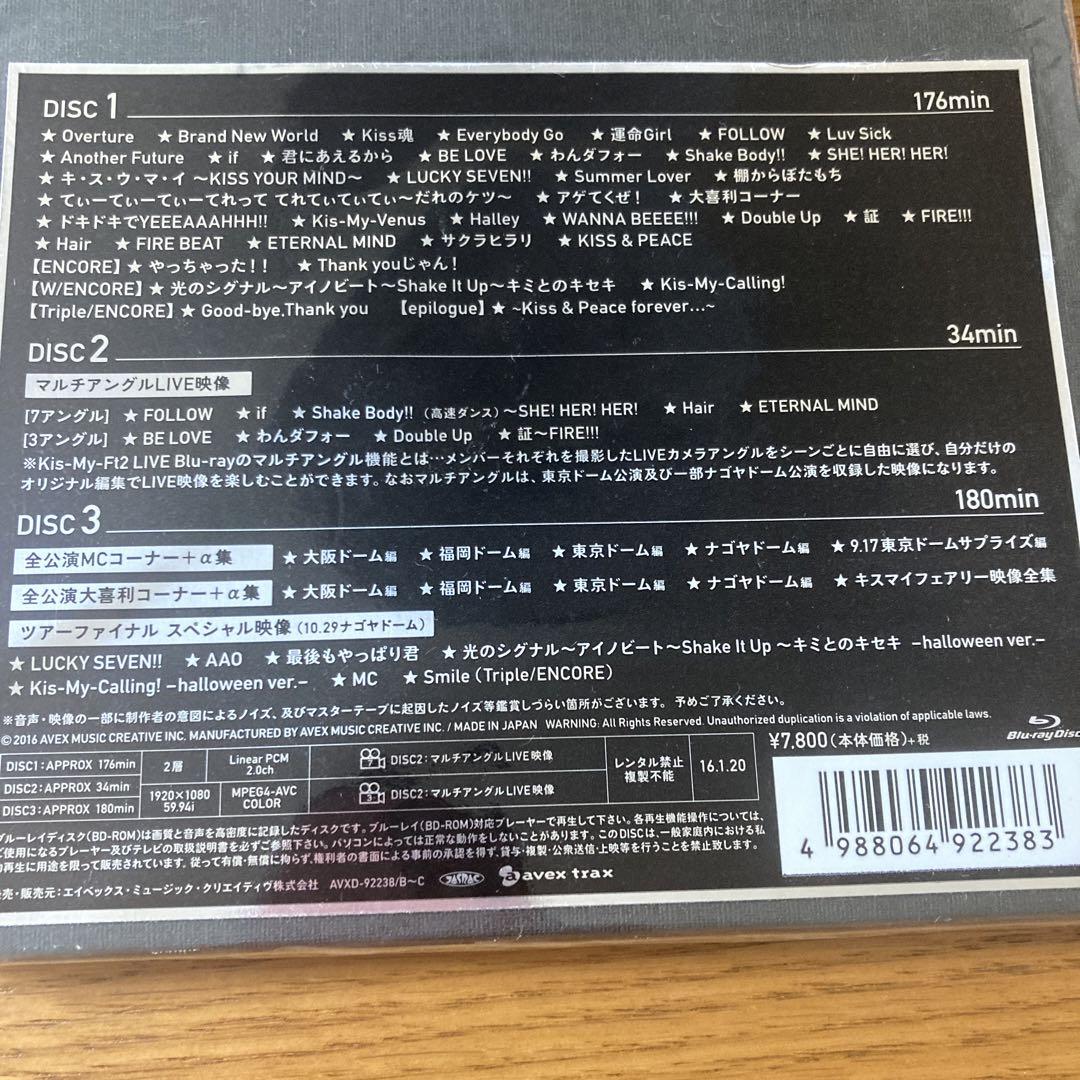 DISC 1 176min
★ Overture ★ Brand New World ★ Kiss魂 ★ Everybody Go ★ 運命Girl ★ FOLLOW ★ Luv Sick
★ Another Future ★ if ★ 君にあえるから ★ BE LOVE ★ わんダフォー ★ Shake Body!! ★ SHE! HER! HER!
★ キ・ス・ウ・マ・イ ～KISS YOUR MIND～ ★ LUCKY SEVEN!! ★ Summer Lover ★ 棚からぼたもち
★ てぃーてぃーてぃーてれって てれてぃてぃてぃ～だれのケツ～ ★ アゲてくぜ！ ★ 大喜利コーナー
★ ドキドキでYEEEAAAHHH!! ★ Kis-My-Venus ★ Halley ★ WANNA BEEEE!!! ★ Double Up ★ 証 ★ FIRE!!!
★ Hair ★ FIRE BEAT ★ ETERNAL MIND ★ サクラヒラリ ★ KISS & PEACE
【ENCORE】★ やっちゃった！！ ★ Thank youじゃん！
【W/ENCORE】★ 光のシグナル～アイノビート～Shake It Up～キミとのキセキ ★ Kis-My-Calling!
【Triple/ENCORE】★ Good-bye,Thank you 【epilogue】★ ~Kiss & Peace forever...~
DISC 2 34min
マルチアングルLIVE映像
[7アングル] ★ FOLLOW ★ if ★ Shake Body!!（高速ダンス）～SHE! HER! HER! ★ Hair ★ ETERNAL MIND
[3アングル] ★ BE LOVE ★ わんダフォー ★ Double Up ★ 証～FIRE!!!
※Kis-My-Ft2 LIVE Blu-rayのマルチアングル機能とは…メンバーそれぞれを撮影したLIVEカメラアングルをシーンごとに自由に選び、自分だけの
オリジナル編集でLIVE映像を楽しむことができます。なおマルチアングルは、東京ドーム公演及び一部ナゴヤドーム公演を収録した映像になります。
DISC 3 180min
全公演MCコーナー＋α集 ★ 大阪ドーム編 ★ 福岡ドーム編 ★ 東京ドーム編 ★ ナゴヤドーム編 ★ 9.17東京ドームサプライズ編
全公演大喜利コーナー＋α集 ★ 大阪ドーム編 ★ 福岡ドーム編 ★ 東京ドーム編 ★ ナゴヤドーム編 ★ キスマイフェアリー映像全集
ツアーファイナル スペシャル映像（10.29ナゴヤドーム）
★ LUCKY SEVEN!! ★ AAO ★ 最後もやっぱり君 ★ 光のシグナル～アイノビート～Shake It Up ～キミとのキセキ –halloween ver.–
★ Kis-My-Calling! –halloween ver.– ★ MC ★ Smile（Triple/ENCORE）
※音声・映像の一部に制作者の意図によるノイズ、及びマスターテープに起因したノイズ等鑑賞しづらい箇所がございます。予めご了承ください。
© 2016 AVEX MUSIC CREATIVE INC. MANUFACTURED BY AVEX MUSIC CREATIVE INC. / MADE IN JAPAN WARNING: All Rights Reserved. Unauthorized duplication is a violation of applicable laws.
Blu-ray Disc
¥7,800（本体価格）+税
DISC1：APPROX 176min
DISC2：APPROX 34min
DISC3：APPROX 180min
2層
1920×1080
59.94i
Linear PCM
2.0ch
MPEG4-AVC
COLOR
7 DISC2：マルチアングルLIVE映像
3 DISC2：マルチアングルLIVE映像
レンタル禁止
複製不能
16.1.20
ブルーレイディスク(BD-ROM)は画質と音声を高密度に記録したディスクです。ブルーレイ(BD-ROM)対応プレーヤーで再生して下さい。各再生機能操作については、
使用になるプレーヤー及びテレビの取扱説明書を必ずご参照下さい。パソコンによっては正常な動作をしないことがあります。このDISCは、一般家庭内における私
的再生に用途を限って販売されています。従って有償・無償に拘らず、権利者の書面による事前の承認を得ず、貸与・複製・公衆送信・上映等を行うことを禁止致します。
売・販売元：エイベックス・ミュージック・クリエイティヴ株式会社 AVXD-92238/B～C JASRAC avex trax
4 988064 922383